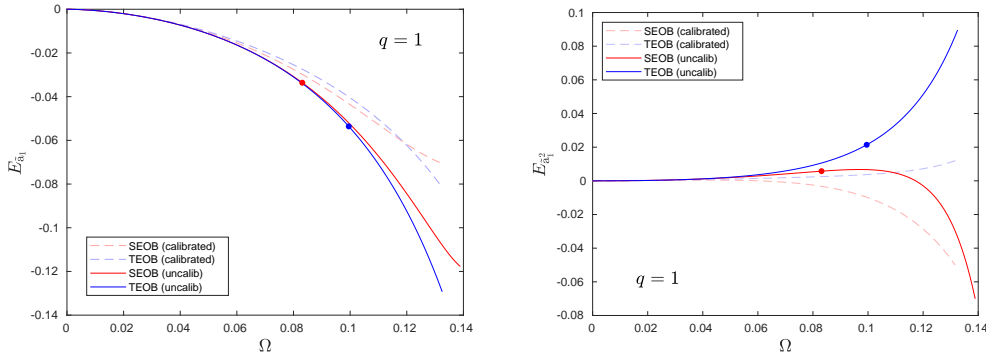 0
-0.02
-0.04
-0.06
-0.08
-0.1
-0.12
-0.14
0
0.02
0.04
0.06
0.08
0.1
0.12
0.14
Ω
E_{ã_1}
q = 1
SEOB (calibrated)
TEOB (calibrated)
SEOB (uncalib)
TEOB (uncalib)
0.1
0.08
0.06
0.04
0.02
0
-0.02
-0.04
-0.06
-0.08
0
0.02
0.04
0.06
0.08
0.1
0.12
0.14
Ω
E_{ã_1^2}
SEOB (calibrated)
TEOB (calibrated)
SEOB (uncalib)
TEOB (uncalib)
q = 1